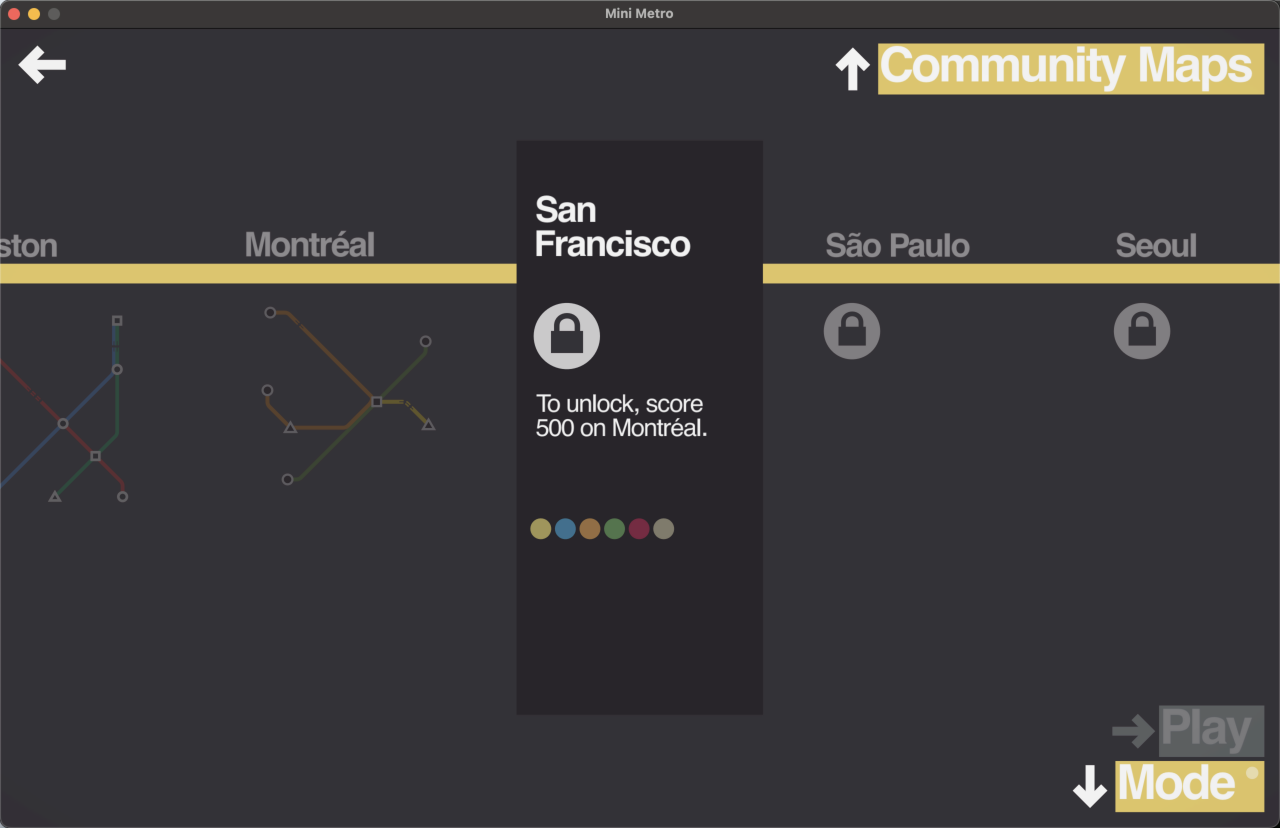 Mini Metro
Community Maps
ston
Montréal
San
Francisco
São Paulo
Seoul
To unlock, score
500 on Montréal.
Play
Mode